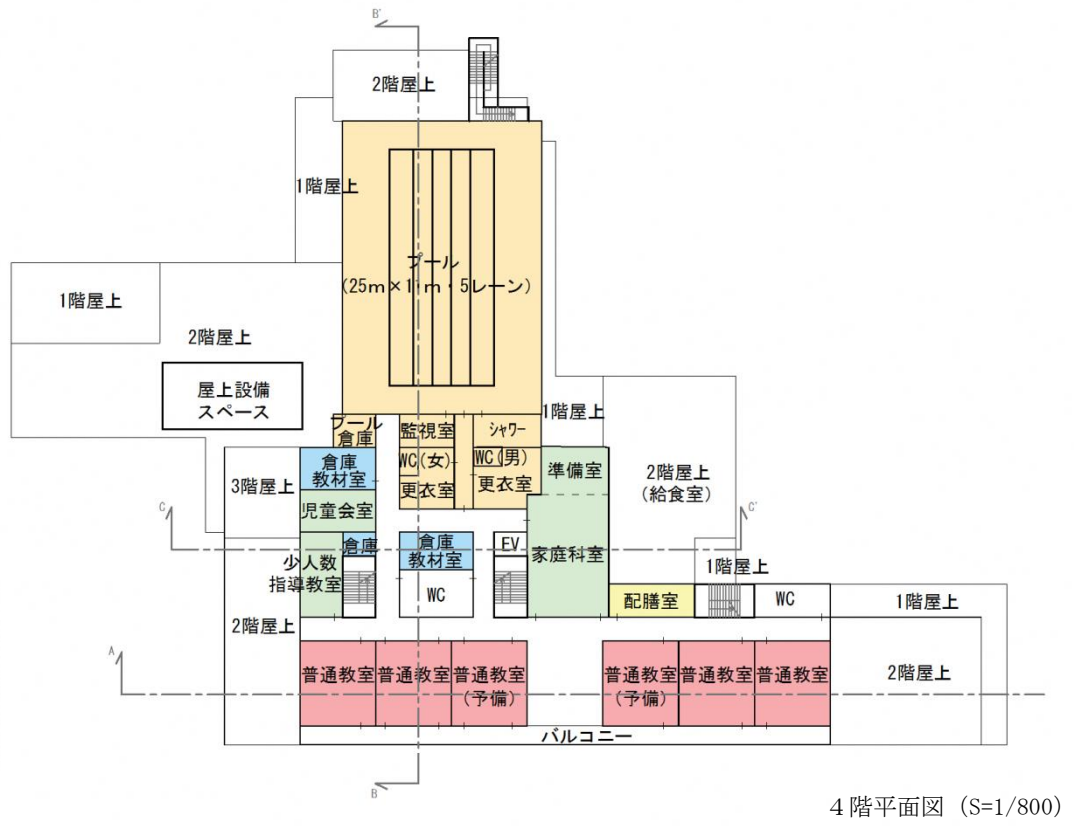 B'
2階屋上
1階屋上
プール
(25m×1 m・5レーン)
1階屋上
2階屋上
屋上設備
スペース
1階屋上
プール
倉庫
監視室
シャワー
倉庫
教材室
WC(女)
WC(男)
更衣室
更衣室
準備室
2階屋上
(給食室)
3階屋上
児童会室
C
C'
倉庫
倉庫
教材室
EV
家庭科室
少人数
指導教室
WC
1階屋上
配膳室
WC
1階屋上
2階屋上
A
普通教室
普通教室
普通教室
(予備)
普通教室
(予備)
普通教室
普通教室
2階屋上
バルコニー
B
4階平面図(S=1/800)